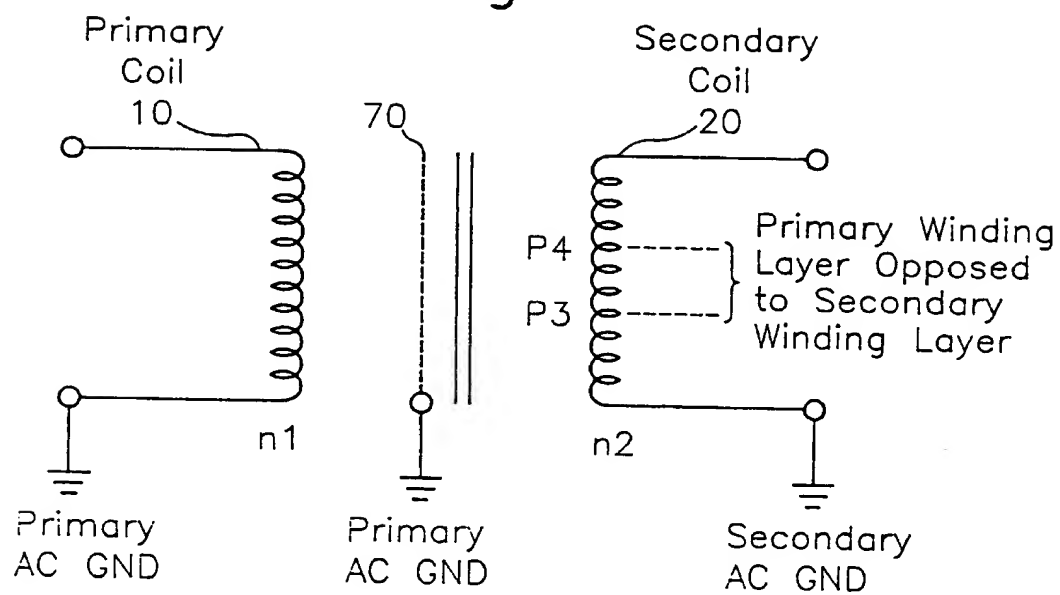 Primary
Coil
10
70
Secondary
Coil
20
P4
P3
Primary Winding
Layer Opposed
to Secondary
Winding Layer
n1
n2
Primary
AC GND
Primary
AC GND
Secondary
AC GND